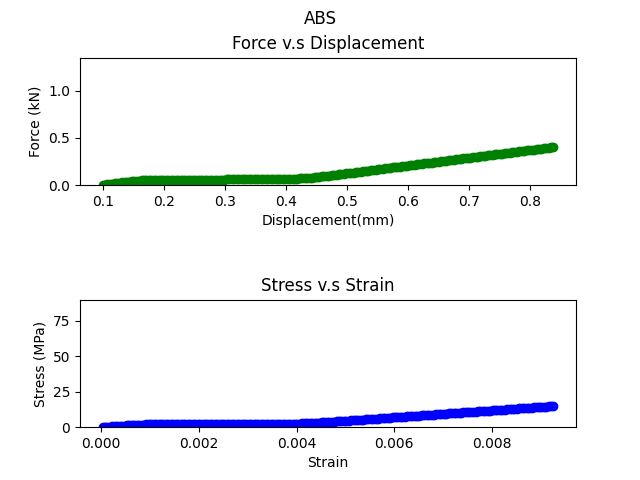 ABS
Force v.s Displacement
1.0
0.5
0.0
Force (kN)
0.1 0.2 0.3 0.4 0.5 0.6 0.7 0.8
Displacement(mm)
Stress v.s Strain
75
50
25
0
Stress (MPa)
0.000 0.002 0.004 0.006 0.008
Strain